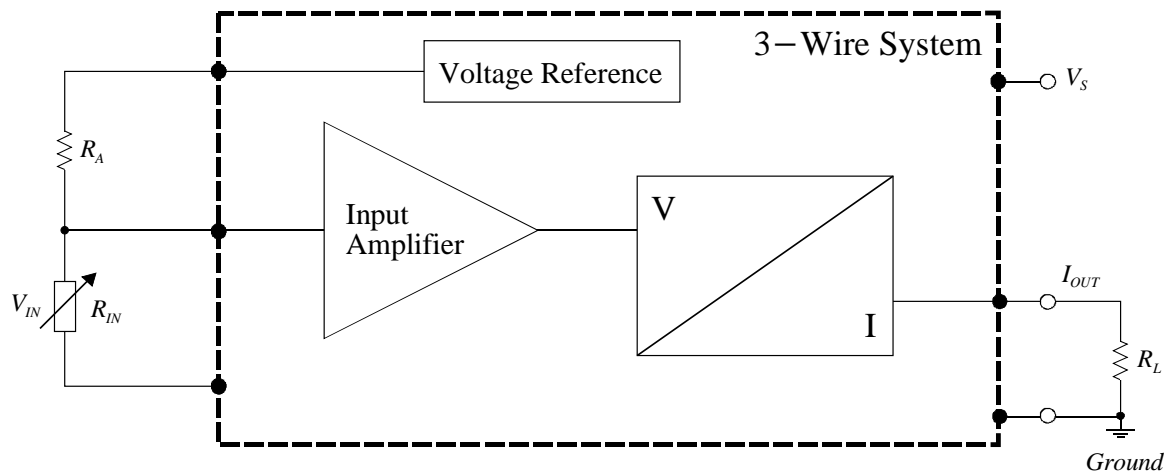 3-Wire System
Voltage Reference
V_S
R_A
Input
Amplifier
V
I
V_IN
R_IN
I_OUT
R_L
Ground